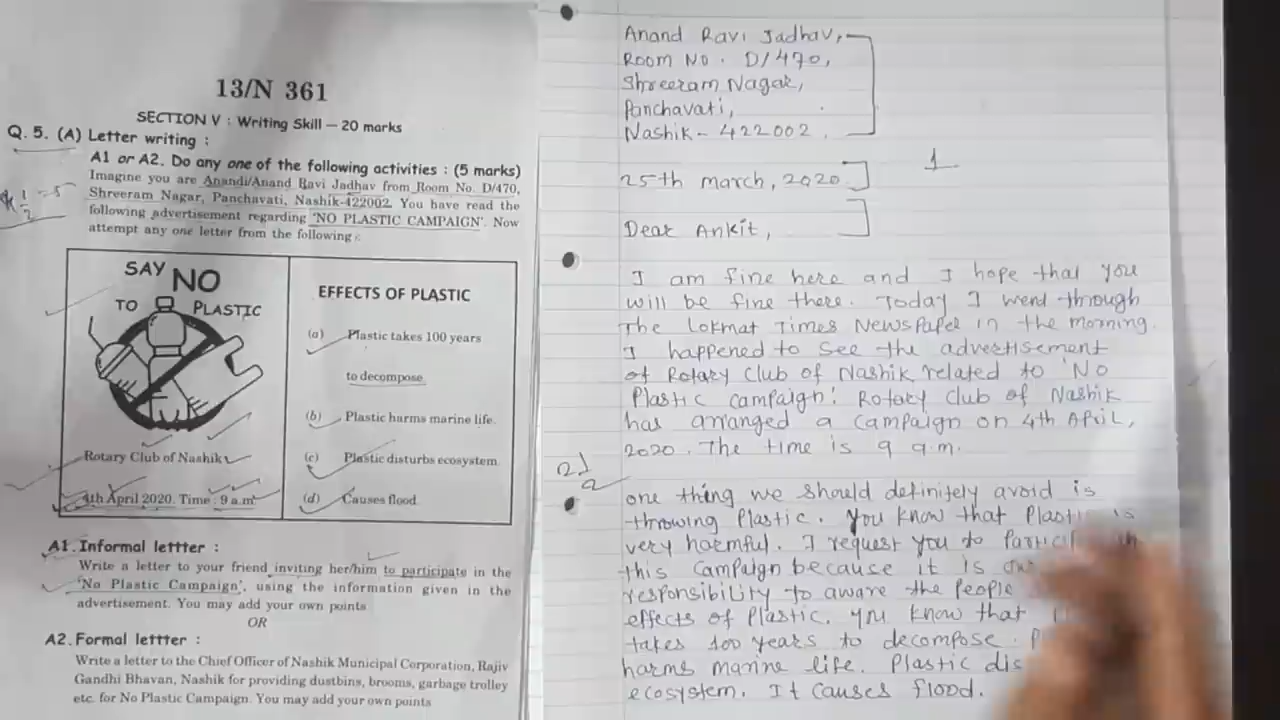 13/N 361
SECTION V : Writing Skill – 20 marks
Q. 5. (A) Letter writing :
A1 or A2. Do any one of the following activities : (5 marks)
Imagine you are Anandi/Anand Ravi Jadhav from Room No. D/470,
Shreeram Nagar, Panchavati, Nashik-422002. You have read the
following advertisement regarding 'NO PLASTIC CAMPAIGN'. Now
attempt any one letter from the following :
SAY NO
TO PLASTIC
Rotary Club of Nashik
4th April 2020. Time : 9 a.m
EFFECTS OF PLASTIC
(a) Plastic takes 100 years
to decompose.
(b) Plastic harms marine life.
(c) Plastic disturbs ecosystem.
(d) Causes flood.
A1. Informal lettter :
Write a letter to your friend inviting her/him to participate in the
'No Plastic Campaign', using the information given in the
advertisement. You may add your own points
OR
A2. Formal lettter :
Write a letter to the Chief Officer of Nashik Municipal Corporation, Rajiv
Gandhi Bhavan, Nashik for providing dustbins, brooms, garbage trolley
etc. for No Plastic Campaign. You may add your own points
Anand Ravi Jadhav,
Room No. D/470,
Shreeram Nagar,
Panchavati,
Nashik - 422002.
25th march, 2020
1
Dear Ankit,
I am fine here and I hope that you
will be fine there. Today I went through
The Lokmat Times Newspaper in the morning.
I happened to see the advertisement
of Rotary Club of Nashik related to 'No
Plastic campaign'. Rotary club of Nashik
has arranged a campaign on 4th April,
2020. The time is 9 a.m.
one thing we should definitely avoid is
throwing Plastic. You know that Plastic is
very harmful. I request you to
this campaign because it is
responsibility to aware the People
effects of Plastic. You know that
takes 100 years to decompose.
harms marine life. Plastic
ecosystem. It causes flood.